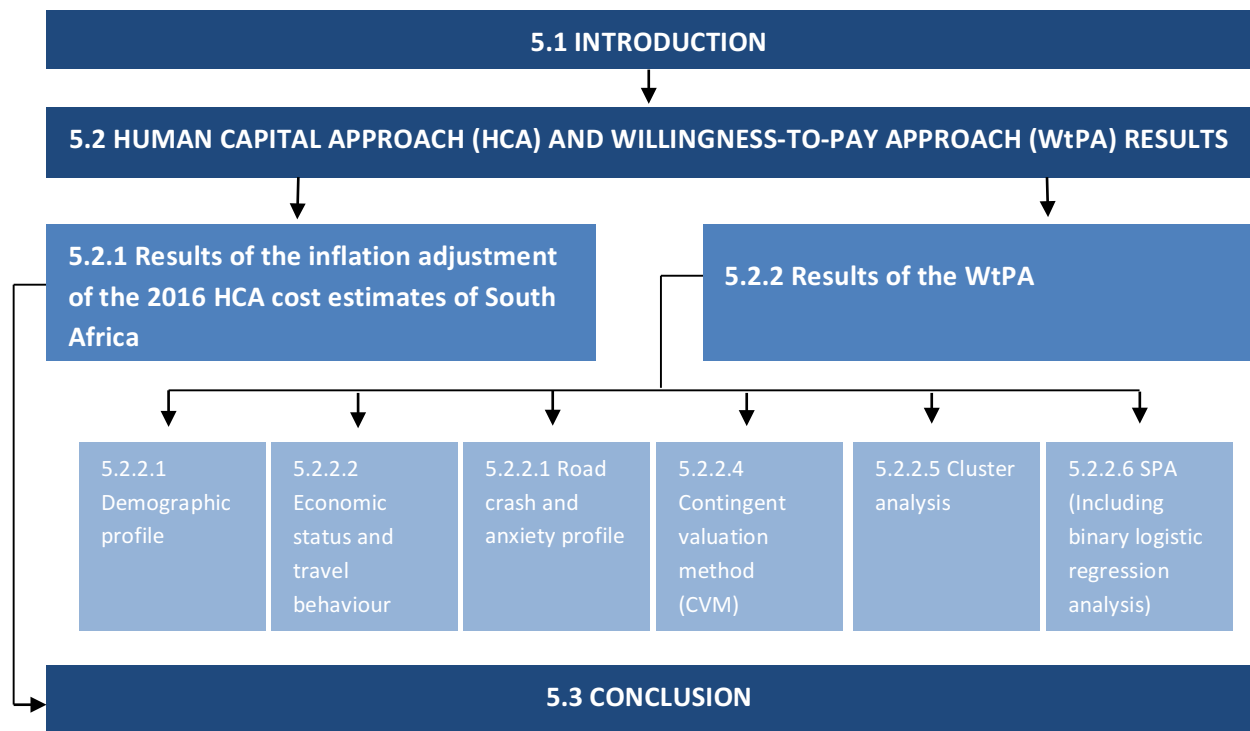 5.1 INTRODUCTION
5.2 HUMAN CAPITAL APPROACH (HCA) AND WILLINGNESS-TO-PAY APPROACH (WtPA) RESULTS
5.2.1 Results of the inflation adjustment
of the 2016 HCA cost estimates of South
Africa
5.2.2 Results of the WtPA
5.2.2.1
Demographic
profile
5.2.2.2
Economic
status and
travel
behaviour
5.2.2.1 Road
crash and
anxiety profile
5.2.2.4
Contingent
valuation
method
(CVM)
5.2.2.5 Cluster
analysis
5.2.2.6 SPA
(Including
binary logistic
regression
analysis)
5.3 CONCLUSION